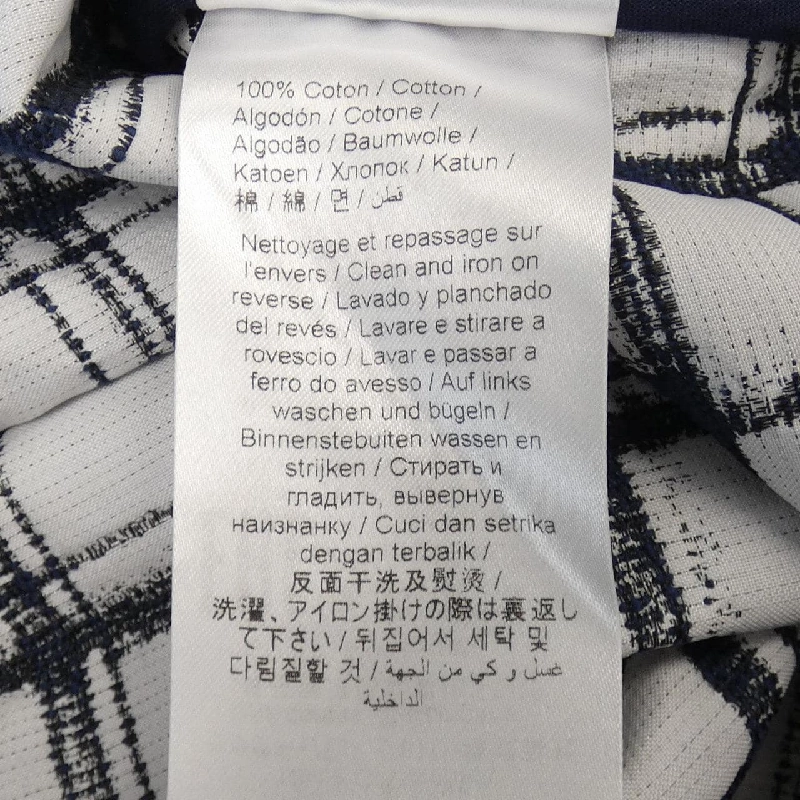 100% Coton / Cotton /
Algodón / Cotone /
Algodão / Baumwolle /
Katoen / Хлопок / Katun /
棉 / 綿 / 면 / قطن
Nettoyage et repassage sur
l'envers / Clean and iron on
reverse / Lavado y planchado
del revés / Lavare e stirare a
rovescio / Lavar e passar a
ferro do avesso / Auf links
waschen und bügeln /
Binnenstebuiten wassen en
strijken / Стирать и
гладить, вывернув
наизнанку / Cuci dan setrika
dengan terbalik /
反面干洗及熨烫 /
洗濯、アイロン掛けの際は裏返し
て下さい / 뒤집어서 세탁 및
다림질할 것 / غسل و كي من الجهة
الداخلية